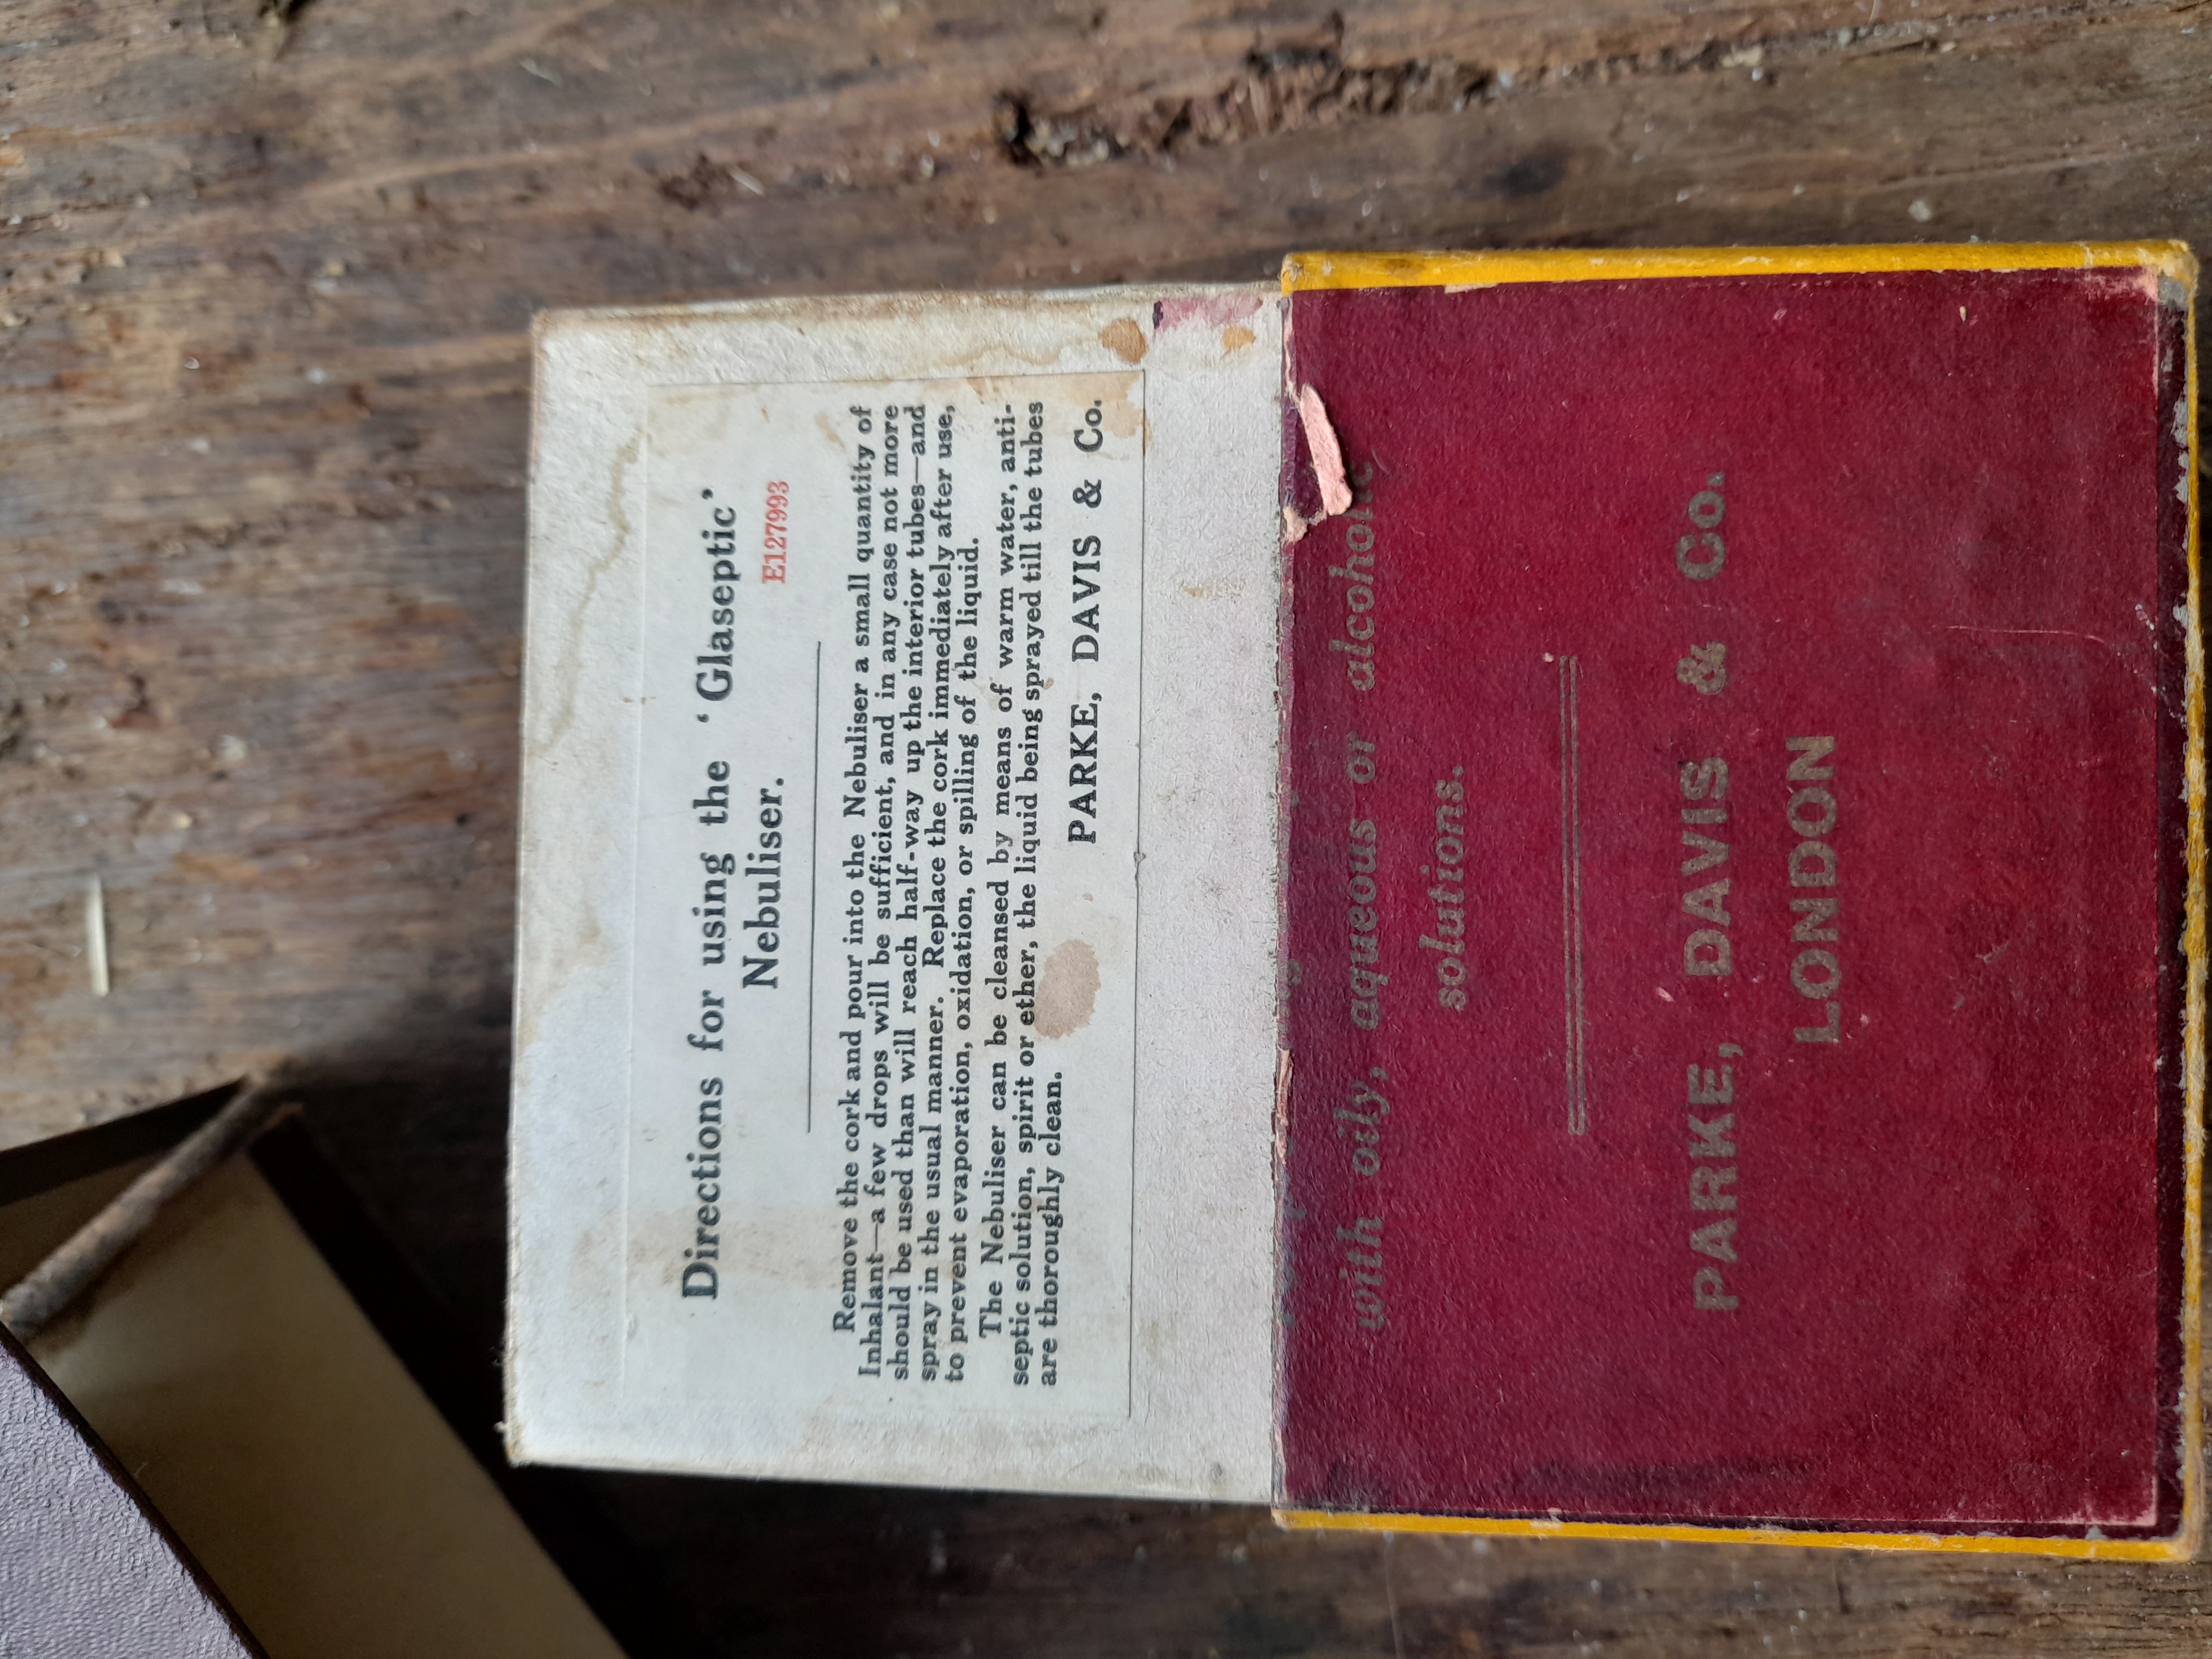 Directions for using the ‘Glaseptic’
Nebuliser.
E127993
Remove the cork and pour into the Nebuliser a small quantity of
Inhalant—a few drops will be sufficient, and in any case not more
should be used than will reach half-way up the interior tubes—and
spray in the usual manner. Replace the cork immediately after use,
to prevent evaporation, oxidation, or spilling of the liquid.
The Nebuliser can be cleansed by means of warm water, anti-
septic solution, spirit or ether, the liquid being sprayed till the tubes
are thoroughly clean.
PARKE, DAVIS & Co.
with oily, aqueous or alcoholic
solutions.
PARKE, DAVIS & Co.
LONDON